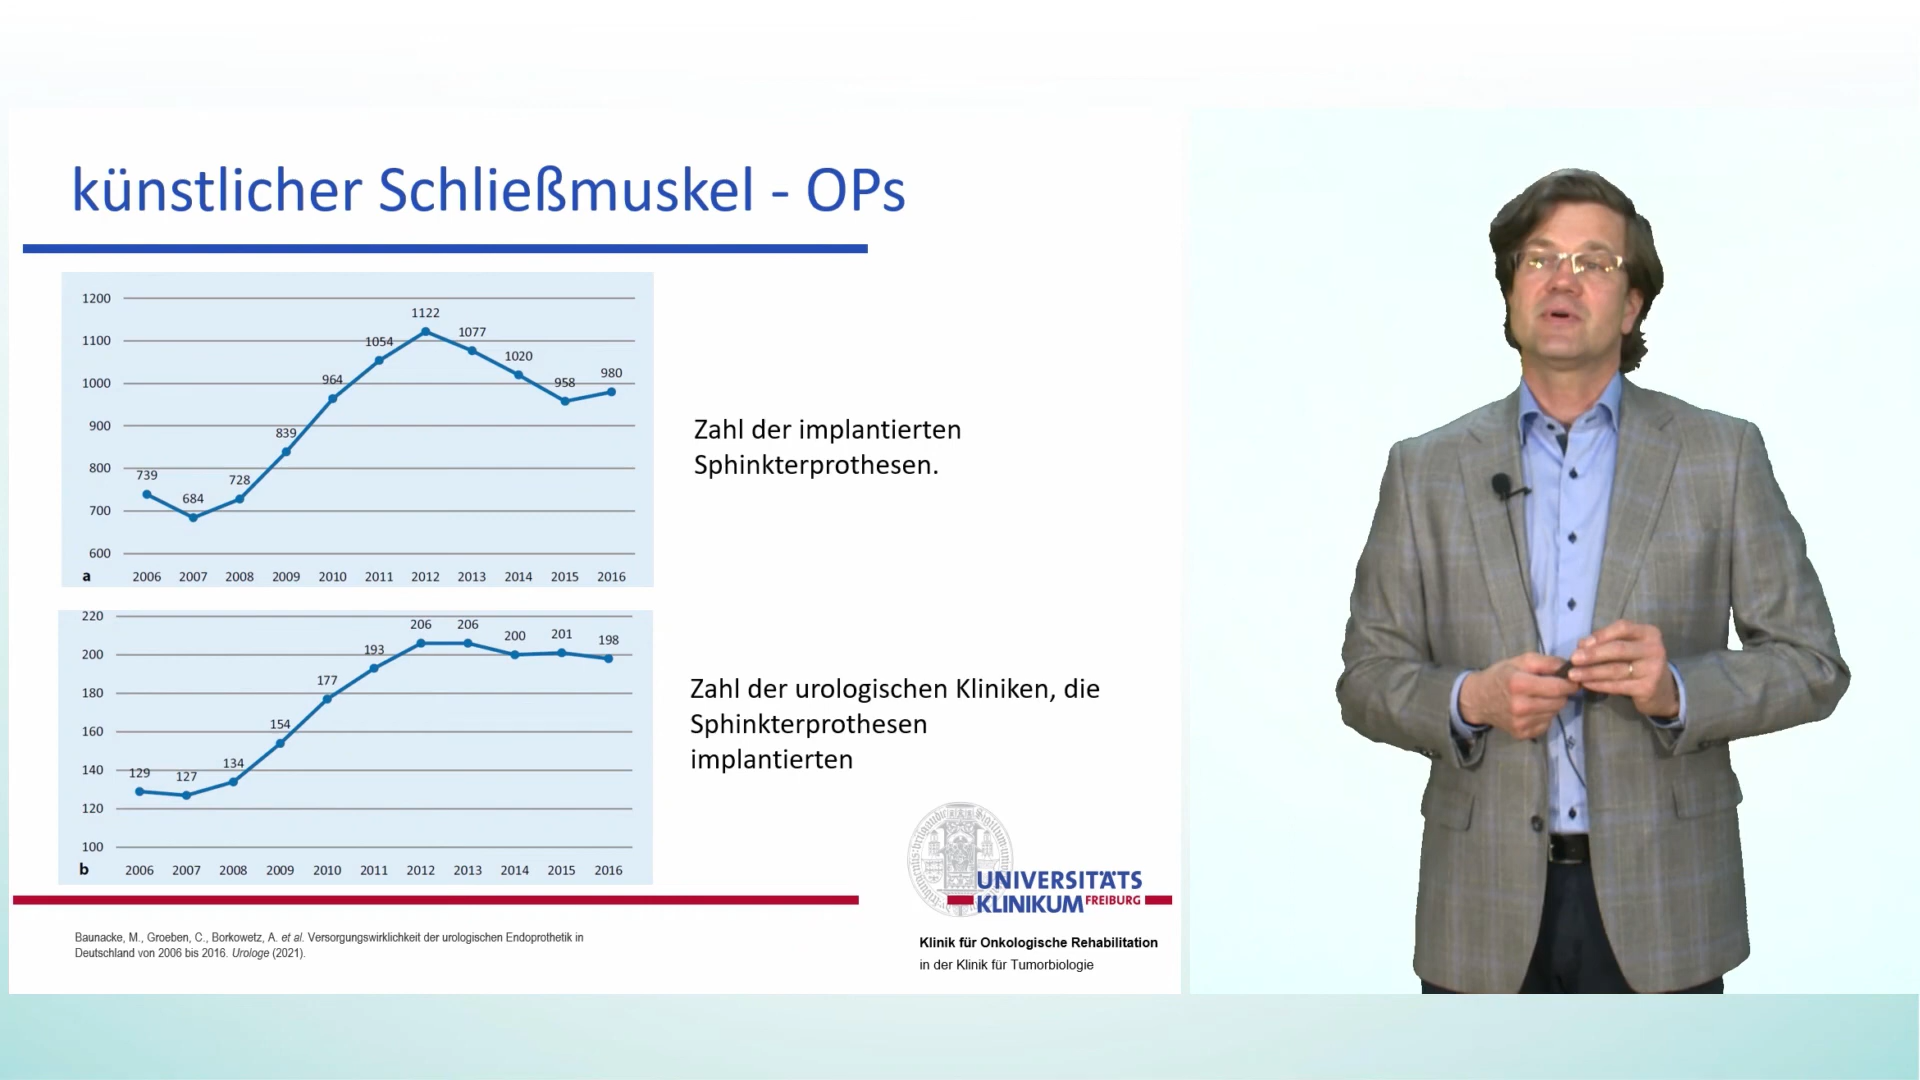 künstlicher Schließmuskel - OPs
1200
1100
1000
900
800
700
600
739
684
728
839
964
1054
1122
1077
1020
958
980
a
2006 2007 2008 2009 2010 2011 2012 2013 2014 2015 2016
Zahl der implantierten
Sphinkterprothesen.
220
200
180
160
140
120
100
129
127
134
154
177
193
206
206
200
201
198
b
2006 2007 2008 2009 2010 2011 2012 2013 2014 2015 2016
Zahl der urologischen Kliniken, die
Sphinkterprothesen
implantierten
UNIVERSITÄTS
KLINIKUM FREIBURG
Baunacke, M., Groeben, C., Borkowetz, A. et al. Versorgungswirklichkeit der urologischen Endoprothetik in
Deutschland von 2006 bis 2016. Urologe (2021).
Klinik für Onkologische Rehabilitation
in der Klinik für Tumorbiologie